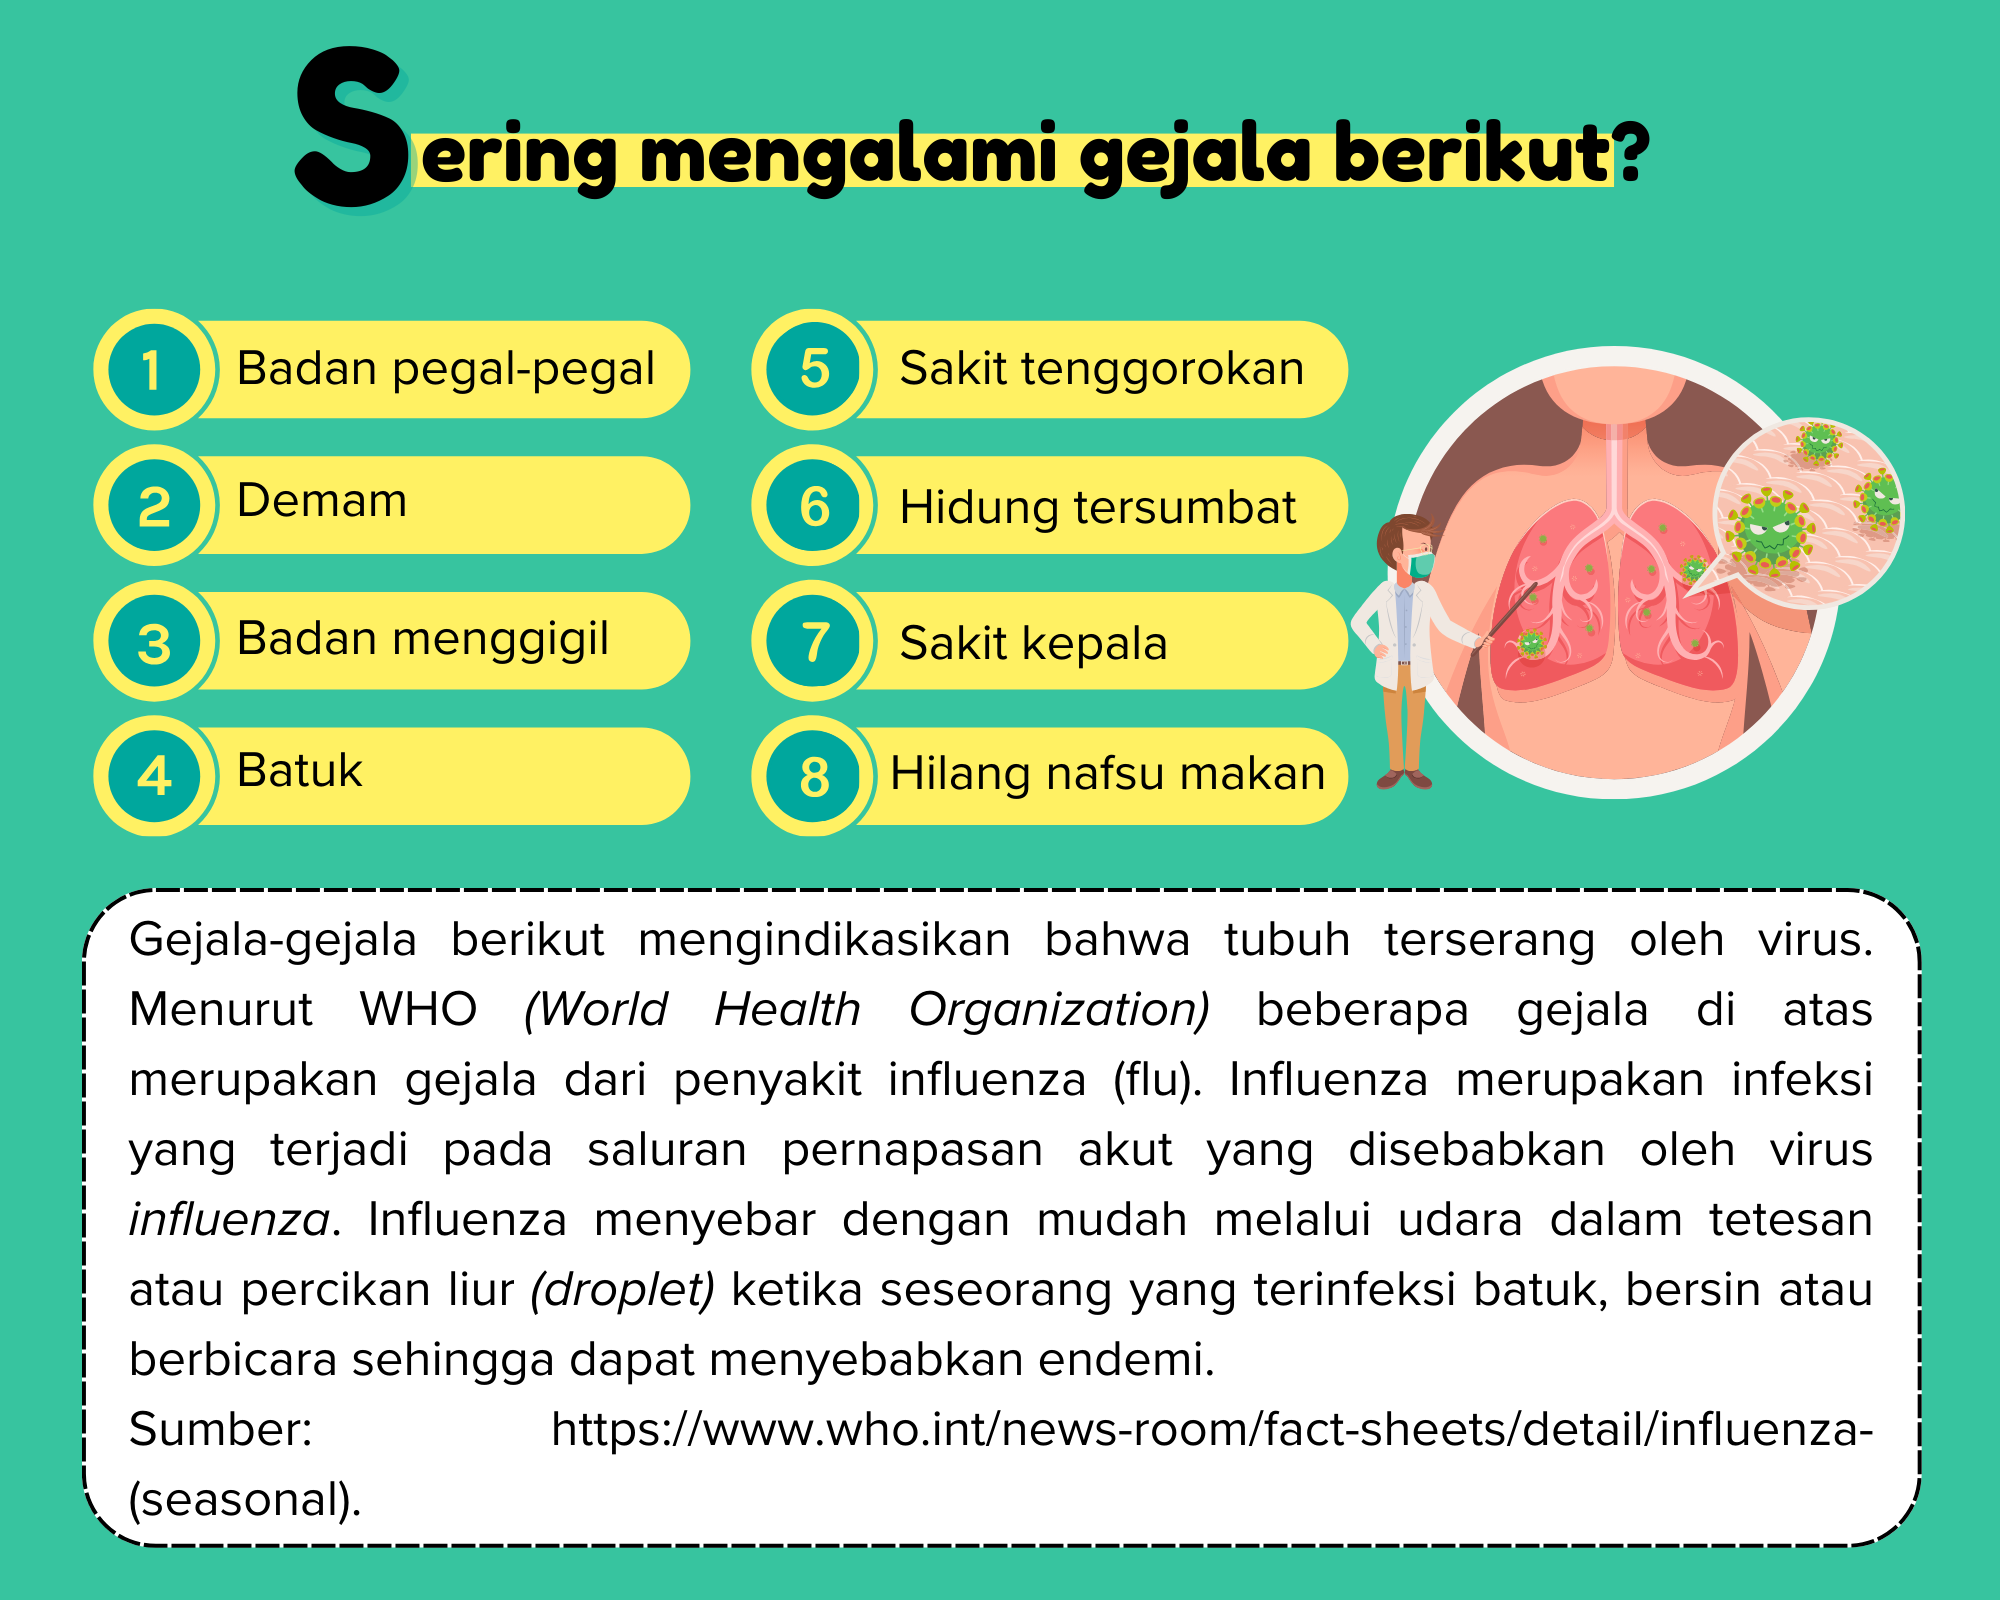 Sering mengalami gejala berikut?
1 Badan pegal-pegal
2 Demam
3 Badan menggigil
4 Batuk
5 Sakit tenggorokan
6 Hidung tersumbat
7 Sakit kepala
8 Hilang nafsu makan
Gejala-gejala berikut mengindikasikan bahwa tubuh terserang oleh virus.
Menurut WHO (World Health Organization) beberapa gejala di atas
merupakan gejala dari penyakit influenza (flu). Influenza merupakan infeksi
yang terjadi pada saluran pernapasan akut yang disebabkan oleh virus
influenza. Influenza menyebar dengan mudah melalui udara dalam tetesan
atau percikan liur (droplet) ketika seseorang yang terinfeksi batuk, bersin atau
berbicara sehingga dapat menyebabkan endemi.
Sumber: https://www.who.int/news-room/fact-sheets/detail/influenza-
(seasonal).